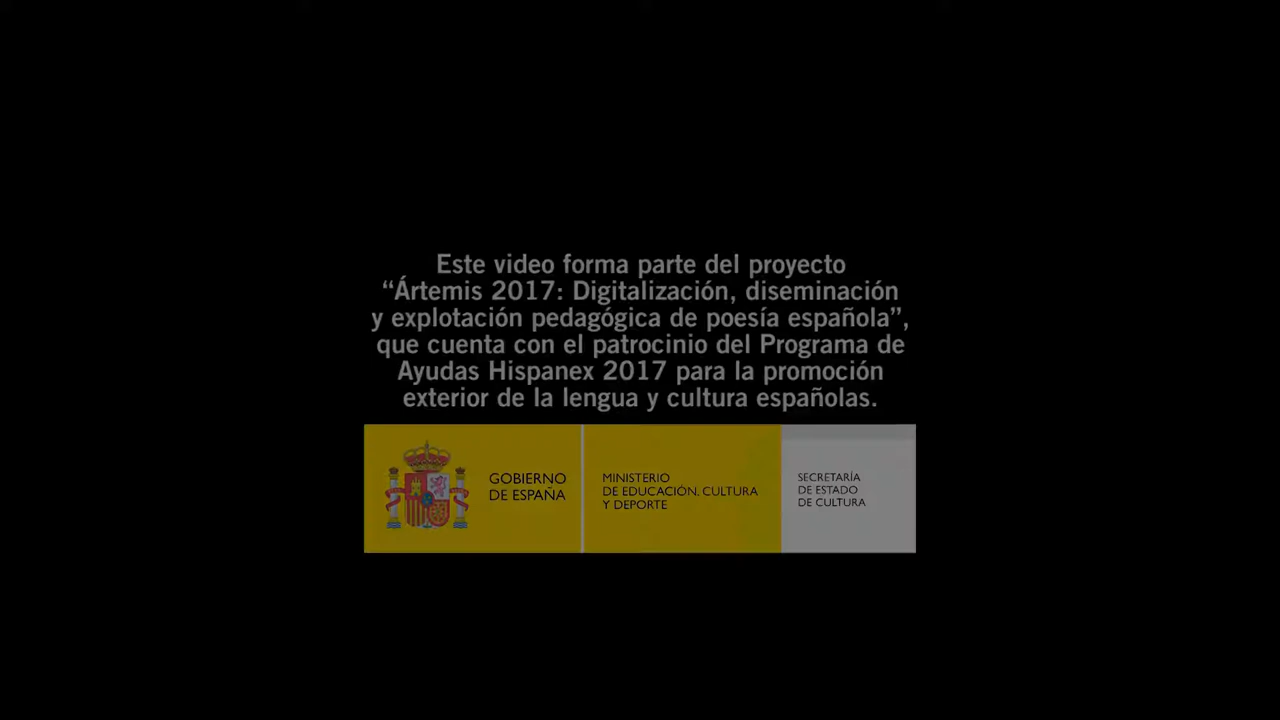 Este video forma parte del proyecto
“Ártemis 2017: Digitalización, diseminación
y explotación pedagógica de poesía española”,
que cuenta con el patrocinio del Programa de
Ayudas Hispanex 2017 para la promoción
exterior de la lengua y cultura españolas.
GOBIERNO
DE ESPAÑA
MINISTERIO
DE EDUCACIÓN, CULTURA
Y DEPORTE
SECRETARÍA
DE ESTADO
DE CULTURA